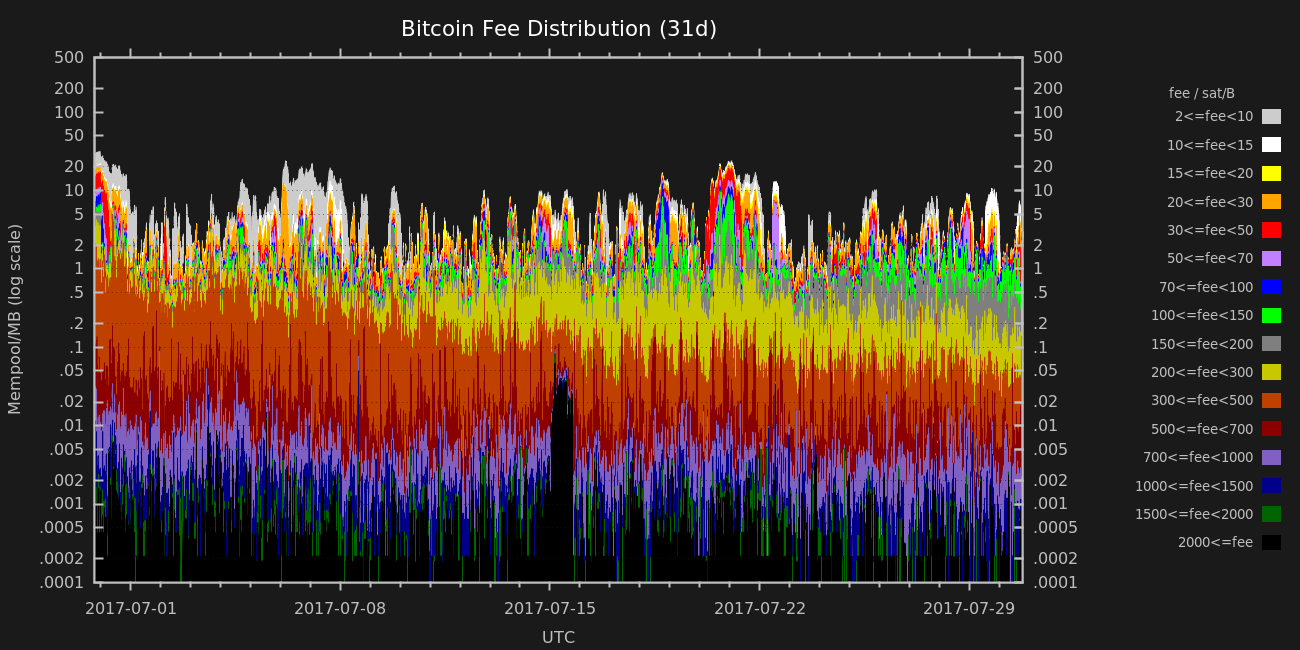 Bitcoin Fee Distribution (31d)
500
200
100
50
20
10
5
2
1
.5
.2
.1
.05
.02
.01
.005
.002
.001
.0005
.0002
.0001
Mempool/MB (log scale)
500
200
100
50
20
10
5
2
1
.5
.2
.1
.05
.02
.01
.005
.002
.001
.0005
.0002
.0001
2017-07-01 2017-07-08 2017-07-15 2017-07-22 2017-07-29
UTC
fee / sat/B
2<=fee<10
10<=fee<15
15<=fee<20
20<=fee<30
30<=fee<50
50<=fee<70
70<=fee<100
100<=fee<150
150<=fee<200
200<=fee<300
300<=fee<500
500<=fee<700
700<=fee<1000
1000<=fee<1500
1500<=fee<2000
2000<=fee